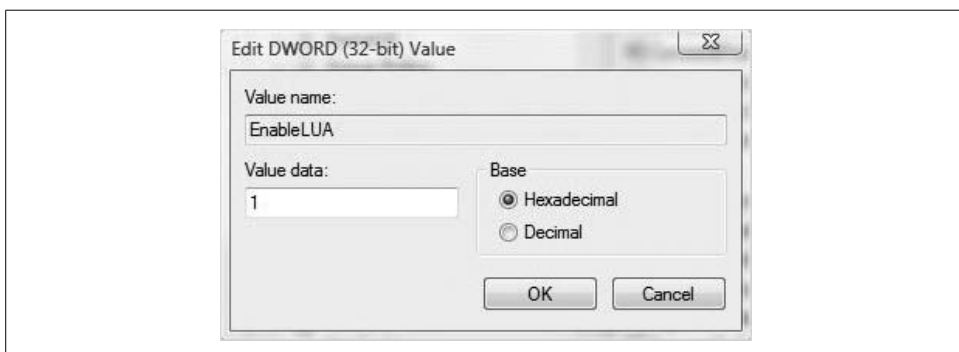 Edit DWORD (32-bit) Value
Value name:
EnableLUA
Value data:
1
Base
Hexadecimal
Decimal
OK
Cancel